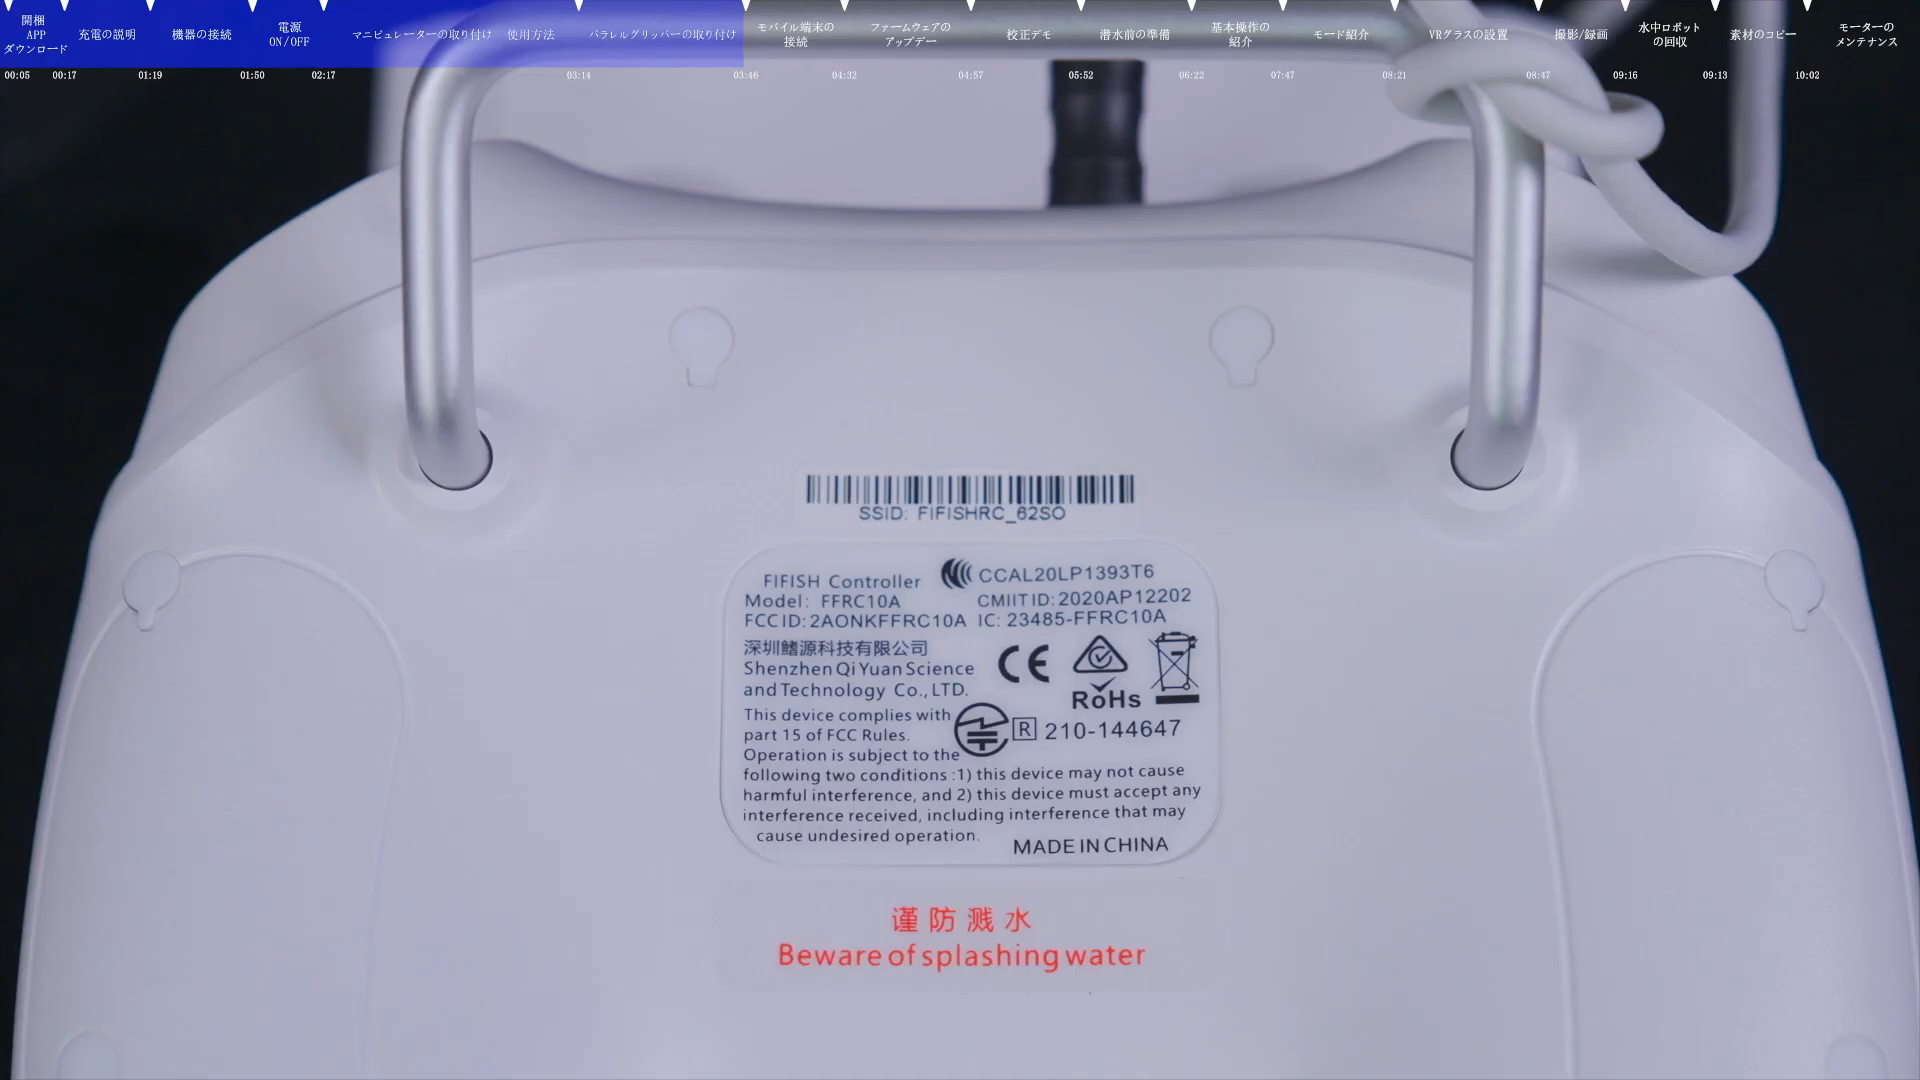 開梱
APP
ダウンロード
充電の説明
機器の接続
電源
ON/OFF
マニピュレーターの取り付け 使用方法
パラレルグリッパーの取り付け
モバイル端末の
接続
ファームウェアの
アップデー
校正デモ
潜水前の準備
基本操作の
紹介
モード紹介
VRグラスの設置
撮影/録画
水中ロボット
の回収
素材のコピー
モーターの
メンテナンス
00:05 00:17 01:19 01:50 02:17 03:14 03:46 04:32 04:57 05:52 06:22 07:47 08:21 08:47 09:16 09:13 10:02
SSID: FIFISHRC_62SO
FIFISH Controller
CCAL20LP1393T6
Model: FFRC10A
CMIIT ID: 2020AP12202
FCC ID: 2AONKFFRC10A IC: 23485-FFRC10A
深圳鳍源科技有限公司
Shenzhen Qi Yuan Science
and Technology Co., LTD.
CE
RoHS
This device complies with
part 15 of FCC Rules.
R 210-144647
Operation is subject to the
following two conditions :1) this device may not cause
harmful interference, and 2) this device must accept any
interference received, including interference that may
cause undesired operation.
MADE IN CHINA
谨防溅水
Beware of splashing water